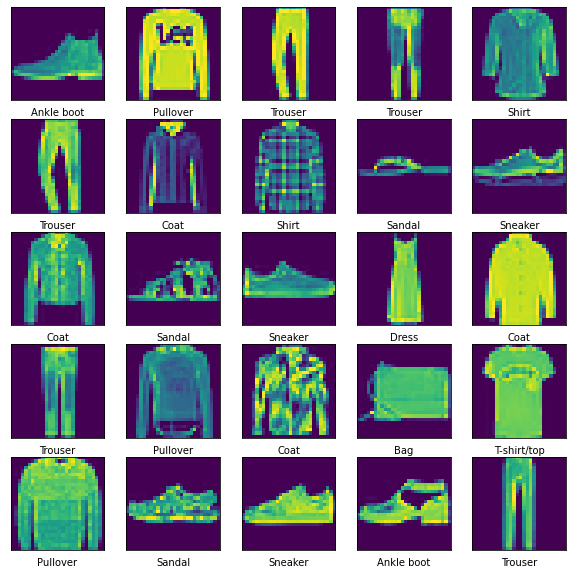 Lee
Ankle boot Pullover Trouser Trouser Shirt
Trouser Coat Shirt Sandal Sneaker
Coat Sandal Sneaker Dress Coat
Trouser Pullover Coat Bag T-shirt/top
Pullover Sandal Sneaker Ankle boot Trouser